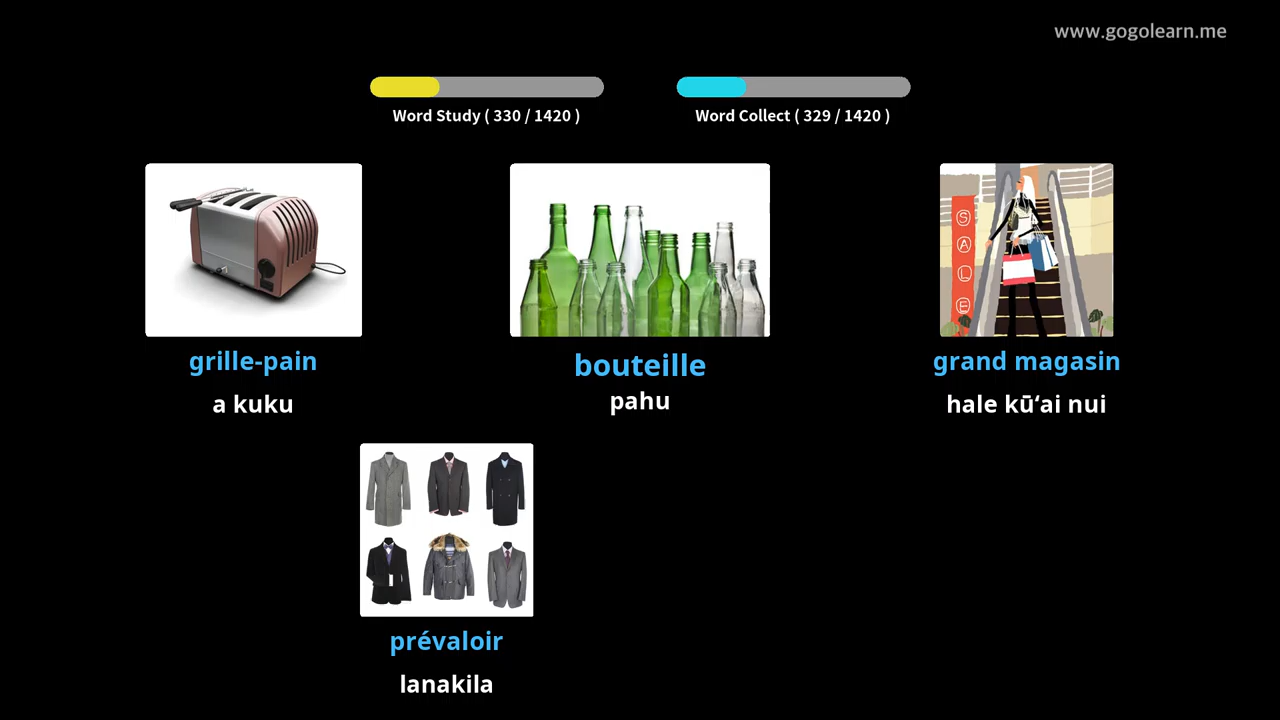 www.gogolearn.me
Word Study ( 330 / 1420 )
Word Collect ( 329 / 1420 )
SALE
grille-pain
a kuku
bouteille
pahu
grand magasin
hale kūʻai nui
prévaloir
lanakila